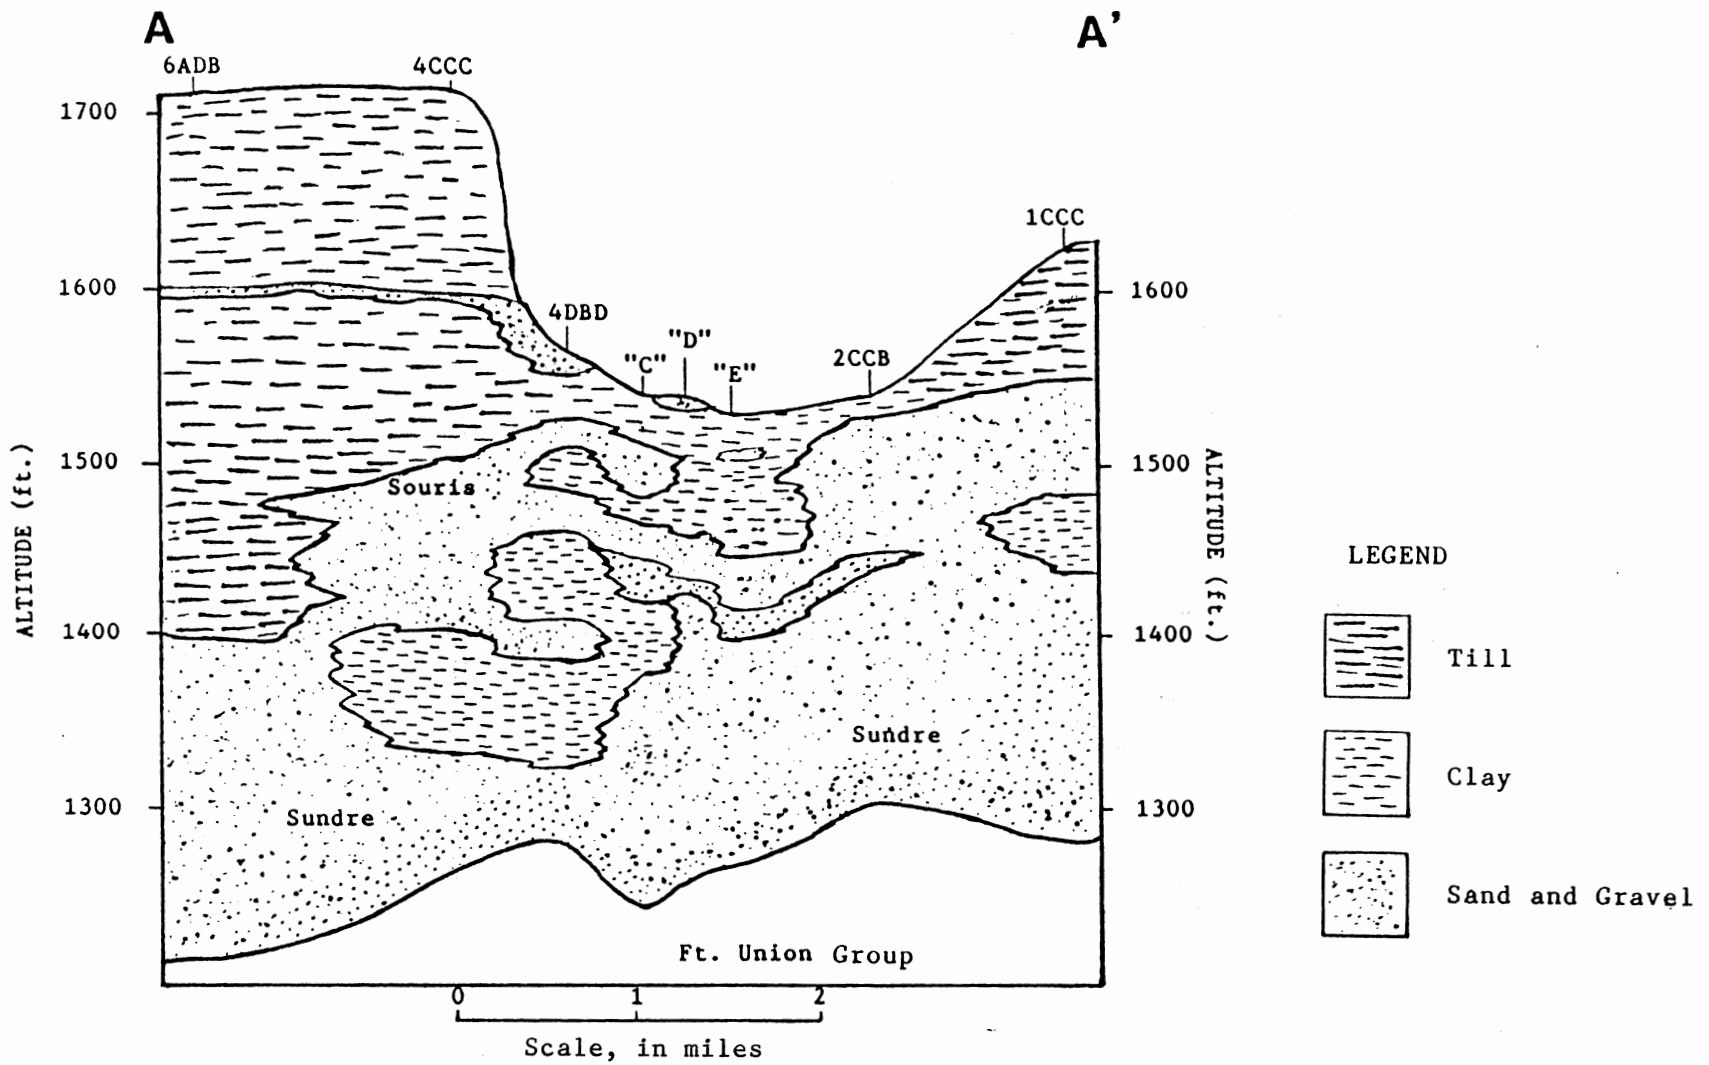 A
A'
6ADB
4CCC
1700
1CCC
1600
1600
4DBD
"D"
"C"
"E"
2CCB
1500
1500
Souris
ALTITUDE (ft.)
ALTITUDE (ft.)
LEGEND
1400
1400
Till
Sundre
Clay
1300
1300
Sundre
Sand and Gravel
Ft. Union Group
0 1 2
Scale, in miles